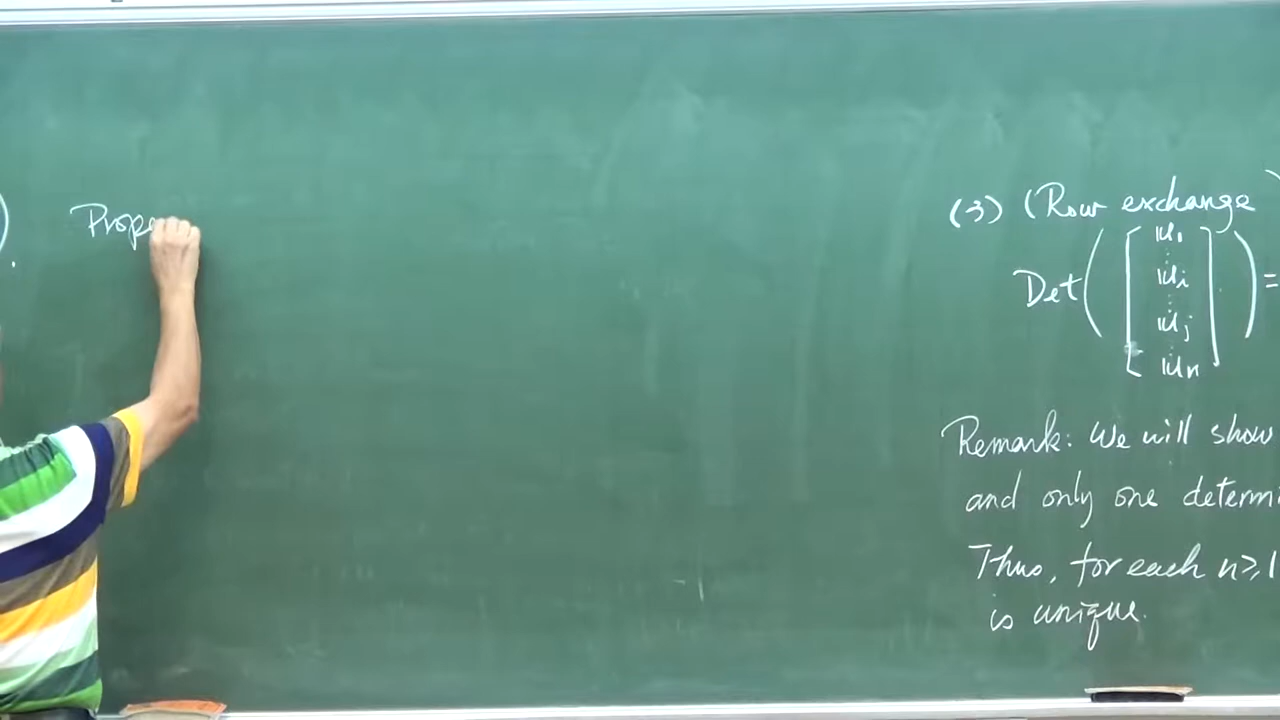 Prope
(3) (Row exchange)
Det( [ u₁ ⋮ uᵢ ⋮ uⱼ ⋮ uₙ ] ) =
Remark: We will show
and only one determi
Thus, for each n ≥ 1
is unique.